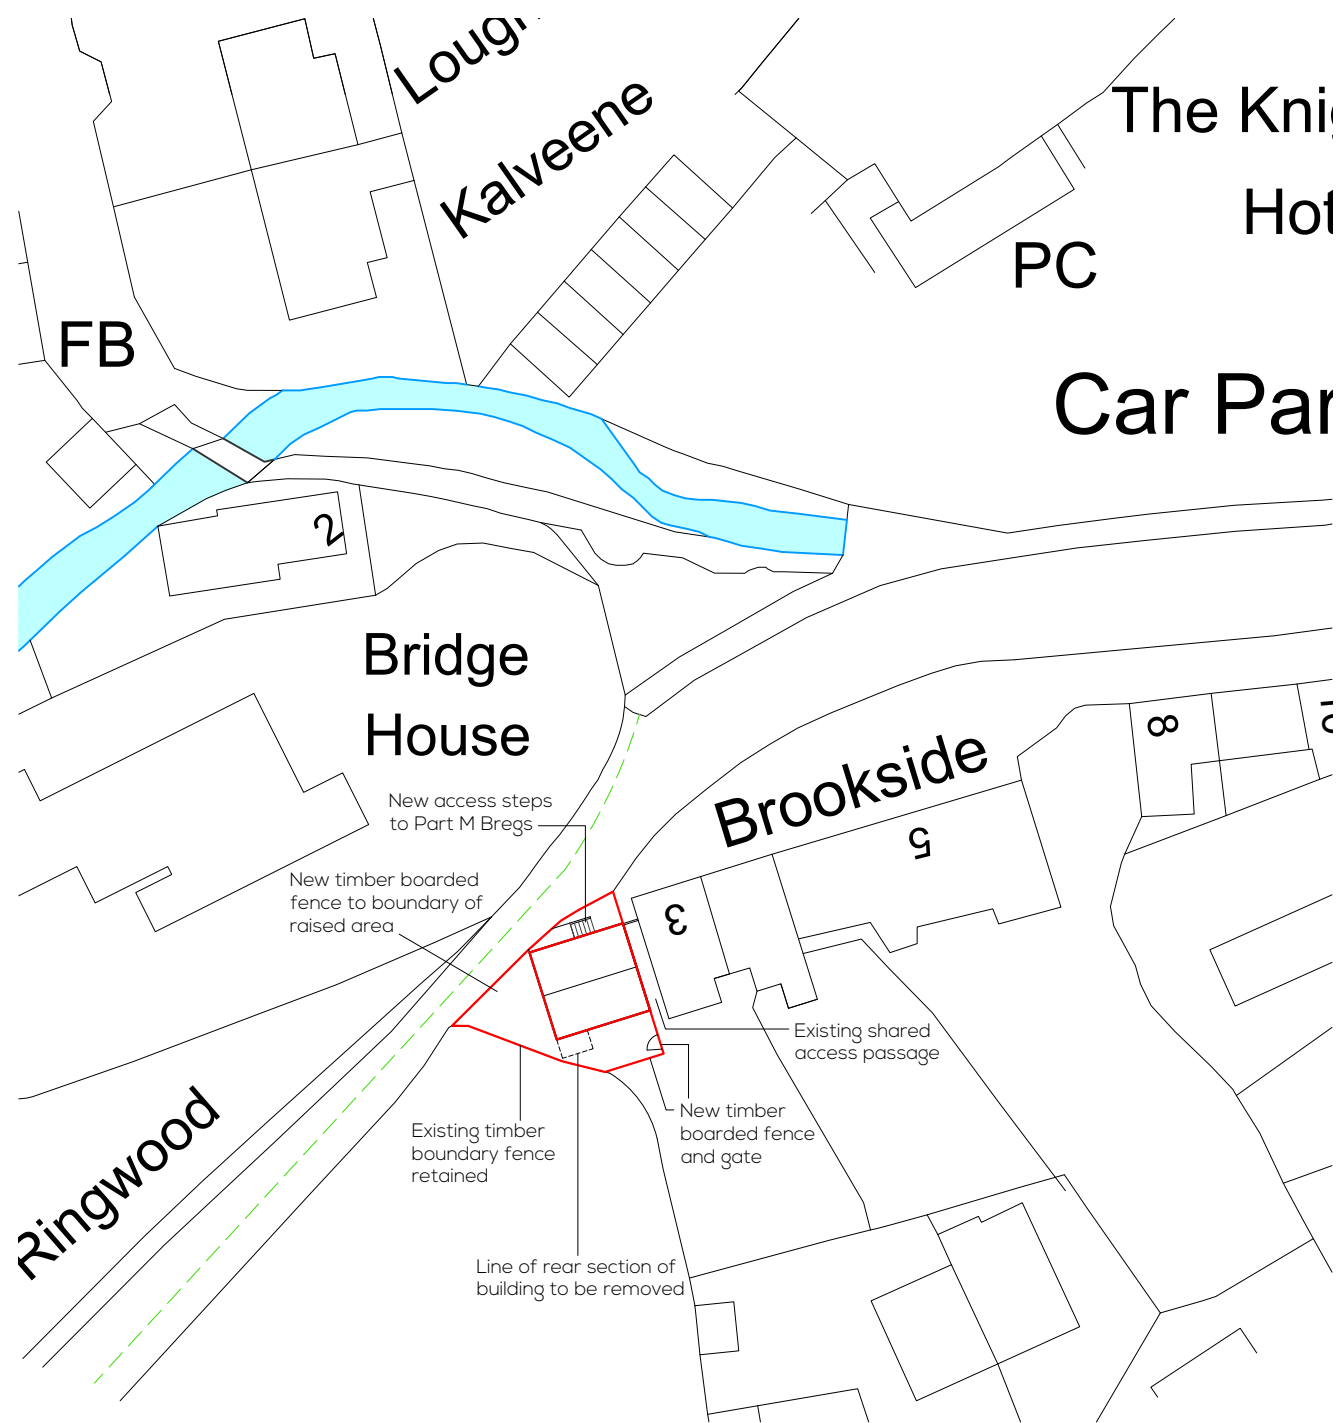 Lough
Kalveene
The Kni
Hot
PC
FB
Car Par
2
Bridge
House
8
Brookside
5
New access steps
to Part M Bregs
New timber boarded
fence to boundary of
raised area
3
Existing shared
access passage
New timber
boarded fence
and gate
Existing timber
boundary fence
retained
Ringwood
Line of rear section of
building to be removed